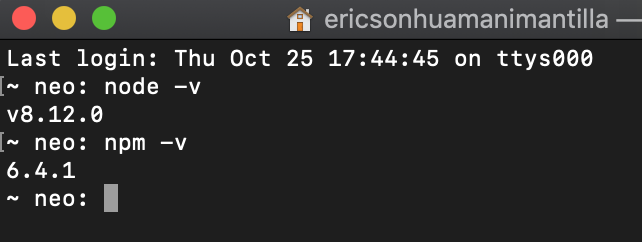 ericsonhuamanimantilla —
Last login: Thu Oct 25 17:44:45 on ttys000
~ neo: node -v
v8.12.0
~ neo: npm -v
6.4.1
~ neo: